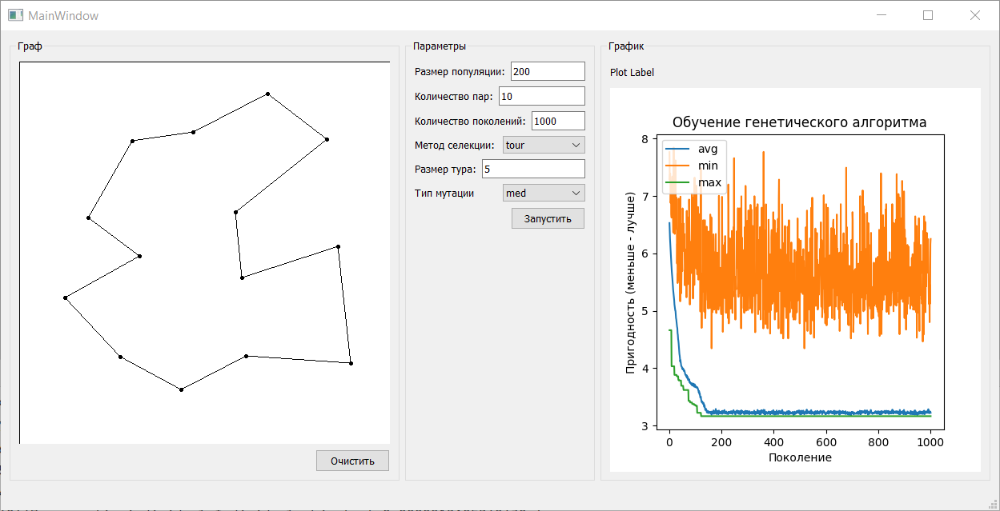 MainWindow
Граф
Очистить
Параметры
Размер популяции: 200
Количество пар: 10
Количество поколений: 1000
Метод селекции: tour
Размер тура: 5
Тип мутации med
Запустить
График
Plot Label
Обучение генетического алгоритма
avg
min
max
Пригодность (меньше - лучше)
8
7
6
5
4
3
0 200 400 600 800 1000
Поколение